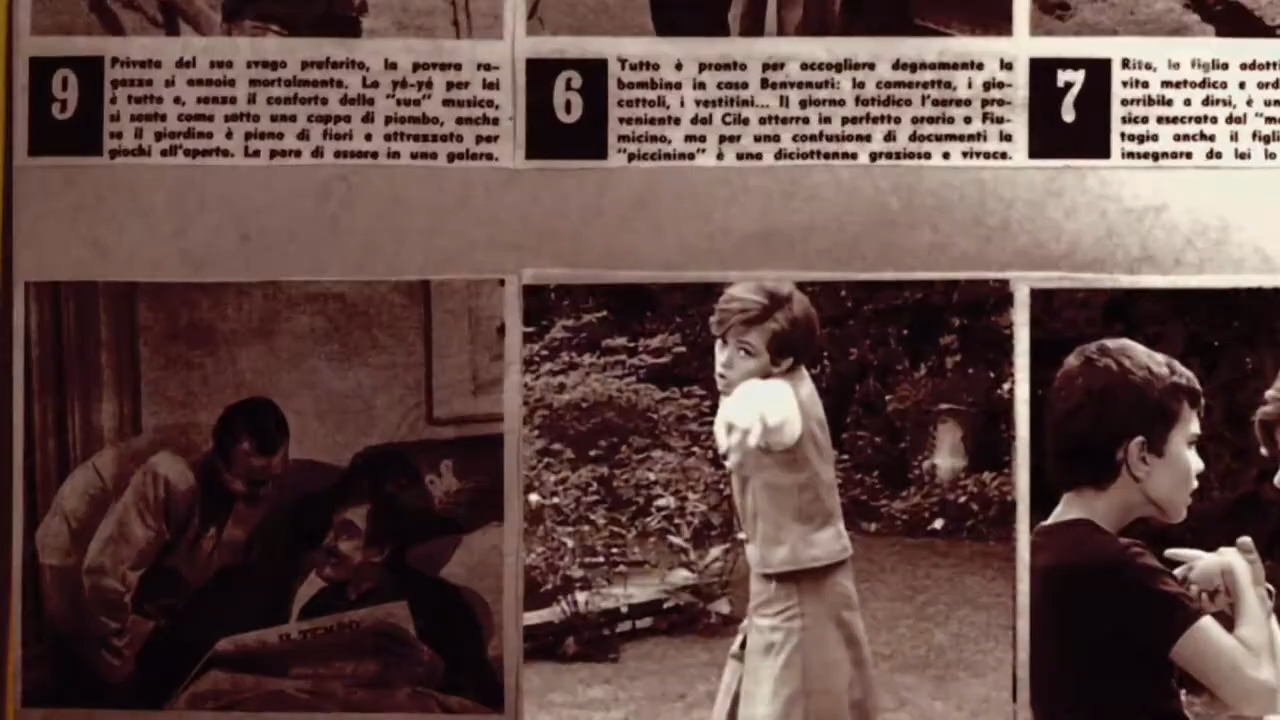 9
Privata del suo svago preferito, la povera ra-
gazza si annoia mortalmente. Lo yé-yé per lei
è tutto e, senza il conforto della "sua" musica,
si sente come sotto una cappa di piombo, anche
se il giardino è pieno di fiori e attrezzato per
giochi all'aperto. Le pare di essere in una galera.
6
Tutto è pronto per accogliere degnamente la
bambina in casa Benvenuti: la cameretta, i gio-
cattoli, i vestitini... Il giorno fatidico l'aereo pro-
veniente dal Cile atterra in perfetto orario a Fiu-
micino, ma per una confusione di documenti la
"piccinina" è una diciottenne graziosa e vivace.
7
Rita, la figlia adotti
vita metodica e ord
orribile a dirsi, è un
sica esecrata dal "m
tagia anche il figli
insegnare da lei lo
IL TEMPO